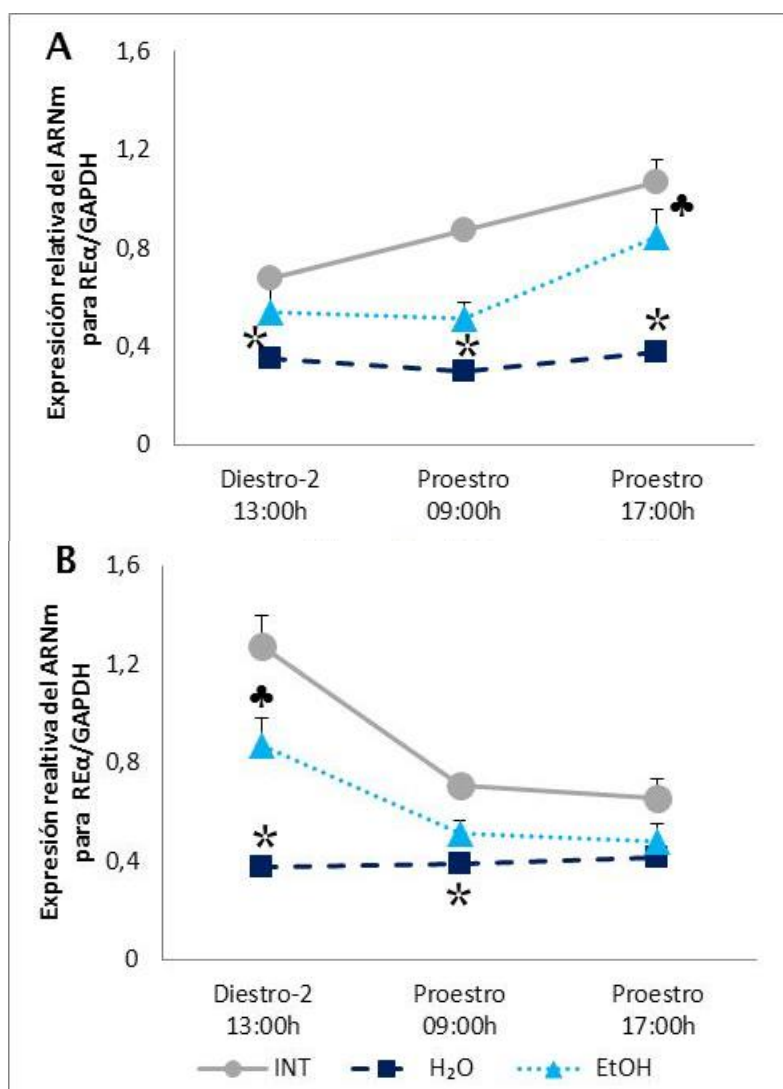 A
Expresición relativa del ARNm
para REα/GAPDH
1,6
1,2
0,8
0,4
0
♣
*
*
*
Diestro-2
13:00h
Proestro
09:00h
Proestro
17:00h
B
Expresión realtiva del ARNm
para REα/GAPDH
1,6
1,2
0,8
0,4
0
♣
*
*
Diestro-2
13:00h
Proestro
09:00h
Proestro
17:00h
INT
H₂O
EtOH